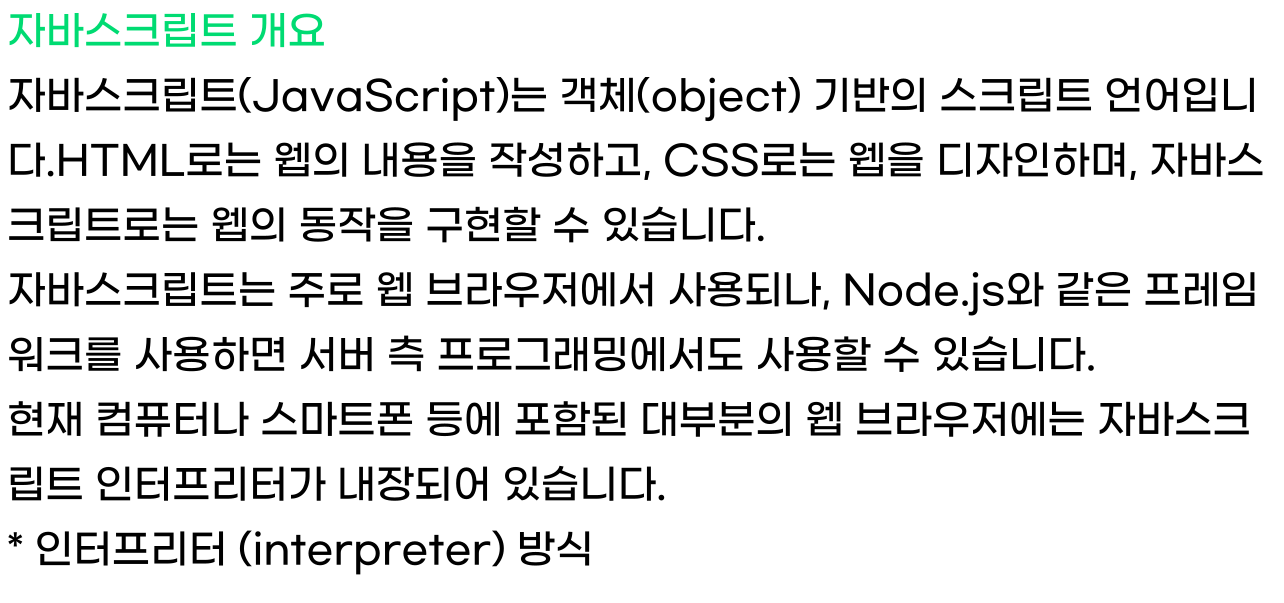 자바스크립트 개요
자바스크립트(JavaScript)는 객체(object) 기반의 스크립트 언어입니
다.HTML로는 웹의 내용을 작성하고, CSS로는 웹을 디자인하며, 자바스
크립트로는 웹의 동작을 구현할 수 있습니다.
자바스크립트는 주로 웹 브라우저에서 사용되나, Node.js와 같은 프레임
워크를 사용하면 서버 측 프로그래밍에서도 사용할 수 있습니다.
현재 컴퓨터나 스마트폰 등에 포함된 대부분의 웹 브라우저에는 자바스크
립트 인터프리터가 내장되어 있습니다.
* 인터프리터 (interpreter) 방식